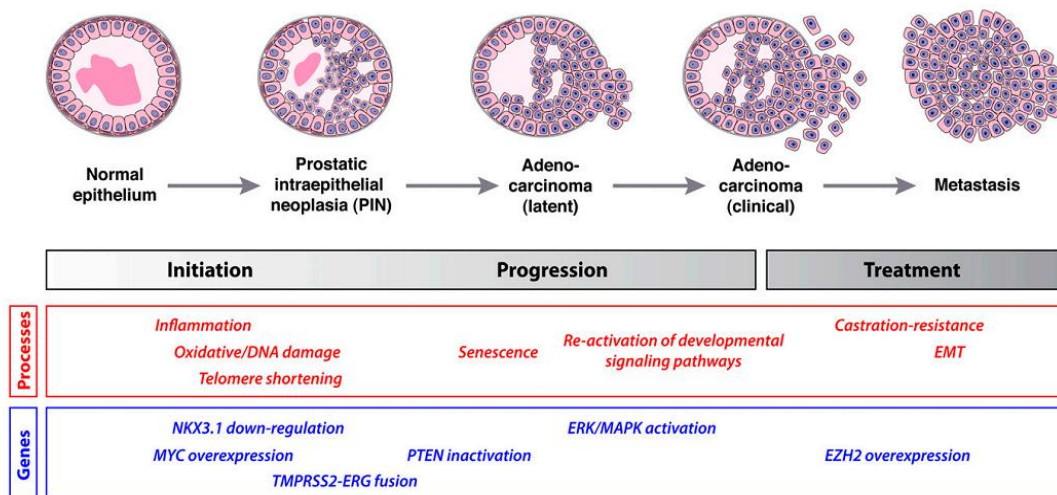 Normal
epithelium
Prostatic
intraepithelial
neoplasia (PIN)
Adeno-
carcinoma
(latent)
Adeno-
carcinoma
(clinical)
Metastasis
Initiation
Progression
Treatment
Processes
Inflammation
Oxidative/DNA damage
Telomere shortening
Senescence
Re-activation of developmental
signaling pathways
Castration-resistance
EMT
Genes
NKX3.1 down-regulation
MYC overexpression
TMPRSS2-ERG fusion
PTEN inactivation
ERK/MAPK activation
EZH2 overexpression